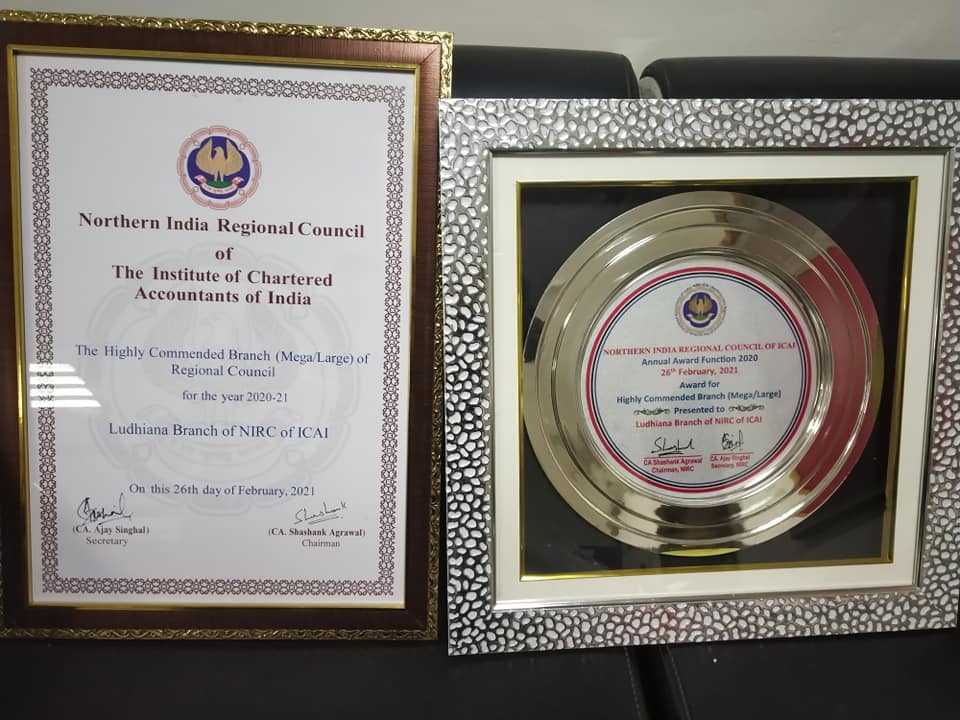 Northern India Regional Council
of
The Institute of Chartered
Accountants of India
The Highly Commended Branch (Mega/Large) of
Regional Council
for the year 2020-21
Ludhiana Branch of NIRC of ICAI
On this 26th day of February, 2021
(CA. Ajay Singhal)
Secretary
Shashank
(CA. Shashank Agrawal)
Chairman
NORTHERN INDIA REGIONAL COUNCIL OF ICAI
Annual Award Function 2020
26th February, 2021
Award for
Highly Commended Branch (Mega/Large)
Presented to
Ludhiana Branch of NIRC of ICAI
CA Shashank Agrawal
Chairman, NIRC
CA. Ajay Singhal
Secretary, NIRC